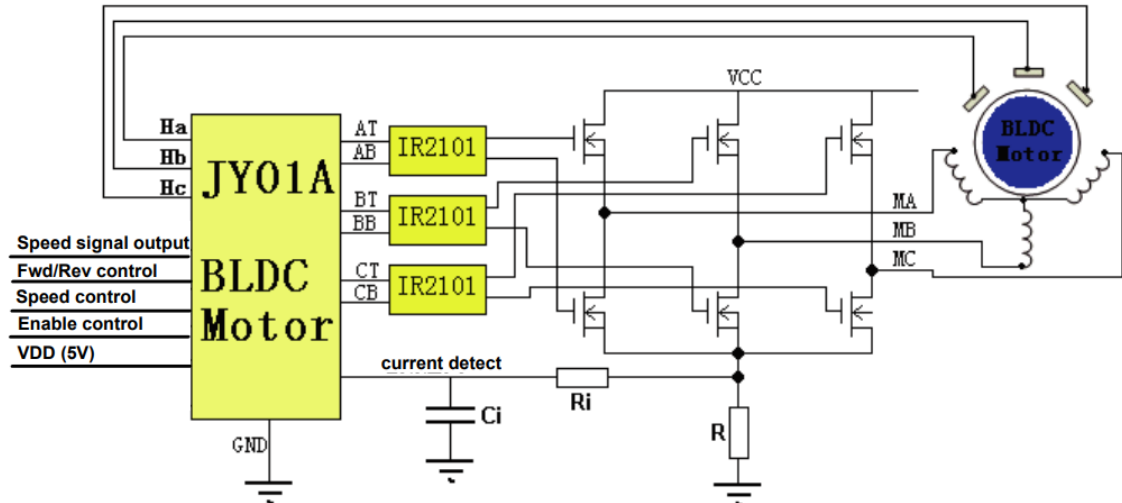 VCC
BLDC
Motor
Ha
Hb
Hc
JY01A
BLDC
Motor
AT
AB
IR2101
BT
BB
IR2101
CT
CB
IR2101
MA
MB
MC
Speed signal output
Fwd/Rev control
Speed control
Enable control
VDD (5V)
current detect
Ri
Ci
R
GND